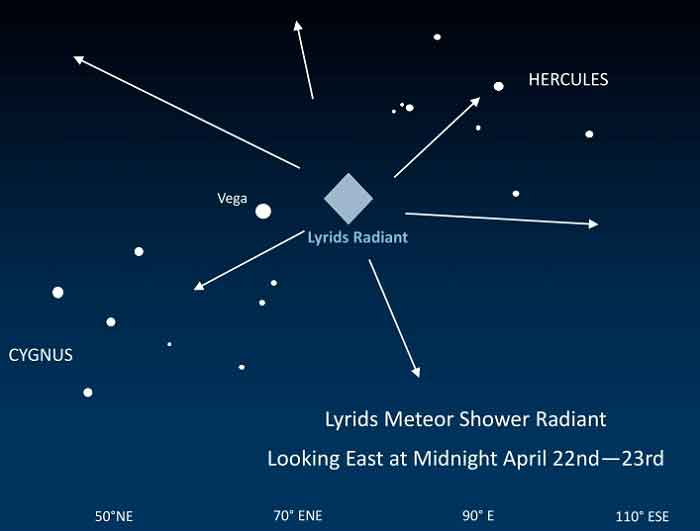 HERCULES
Vega
Lyrids Radiant
CYGNUS
Lyrids Meteor Shower Radiant
Looking East at Midnight April 22nd—23rd
50°NE 70° ENE 90° E 110° ESE